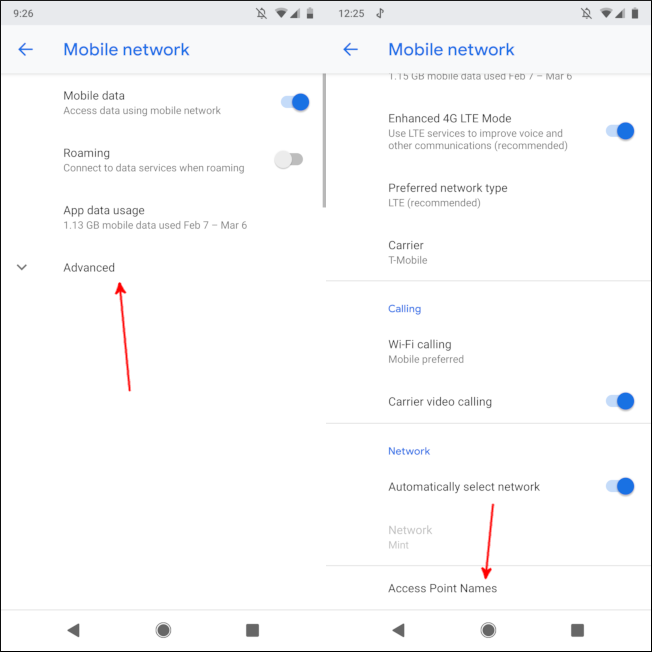 9:26
Mobile network
Mobile data
Access data using mobile network
Roaming
Connect to data services when roaming
App data usage
1.13 GB mobile data used Feb 7 – Mar 6
Advanced
12:25
Mobile network
1.15 GB mobile data used Feb 7 – Mar 6
Enhanced 4G LTE Mode
Use LTE services to improve voice and
other communications (recommended)
Preferred network type
LTE (recommended)
Carrier
T-Mobile
Calling
Wi-Fi calling
Mobile preferred
Carrier video calling
Network
Automatically select network
Network
Mint
Access Point Names